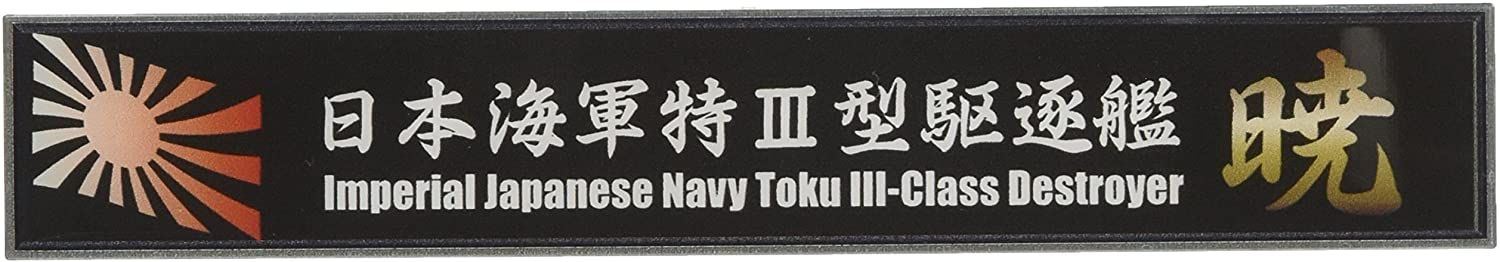 日本海軍特Ⅲ型駆逐艦 暁
Imperial Japanese Navy Toku III-Class Destroyer